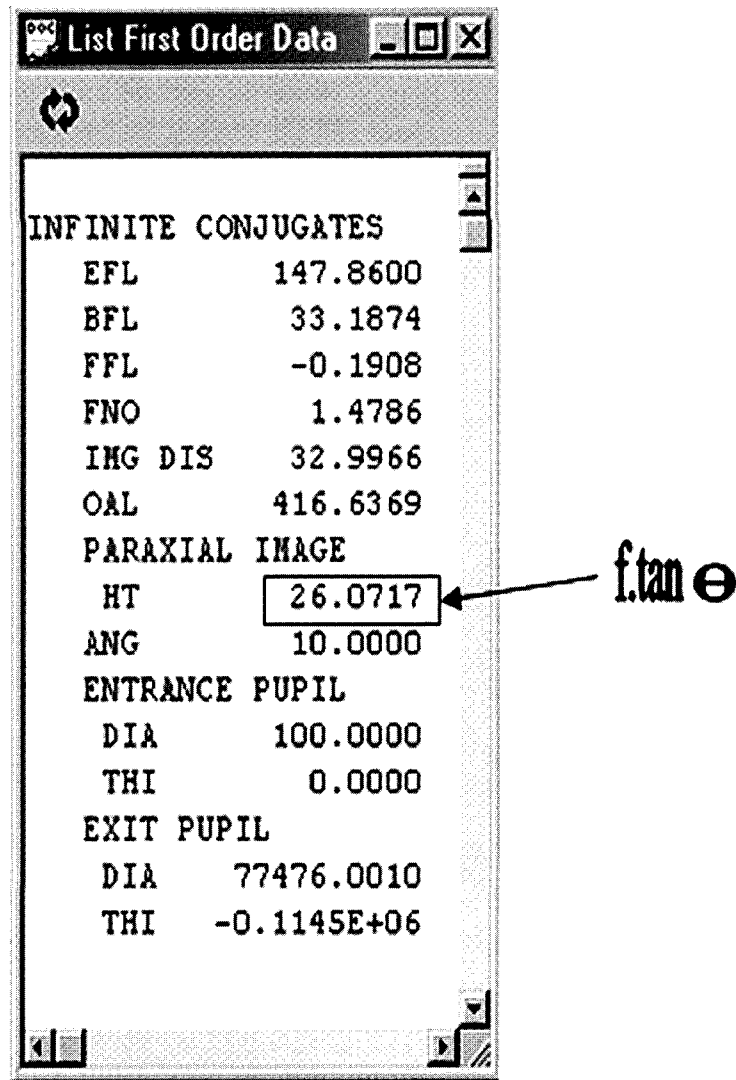 List First Order Data
INFINITE CONJUGATES
EFL 147.8600
BFL 33.1874
FFL -0.1908
FNO 1.4786
IMG DIS 32.9966
OAL 416.6369
PARAXIAL IMAGE
HT 26.0717
f.tan Θ
ANG 10.0000
ENTRANCE PUPIL
DIA 100.0000
THI 0.0000
EXIT PUPIL
DIA 77476.0010
THI -0.1145E+06